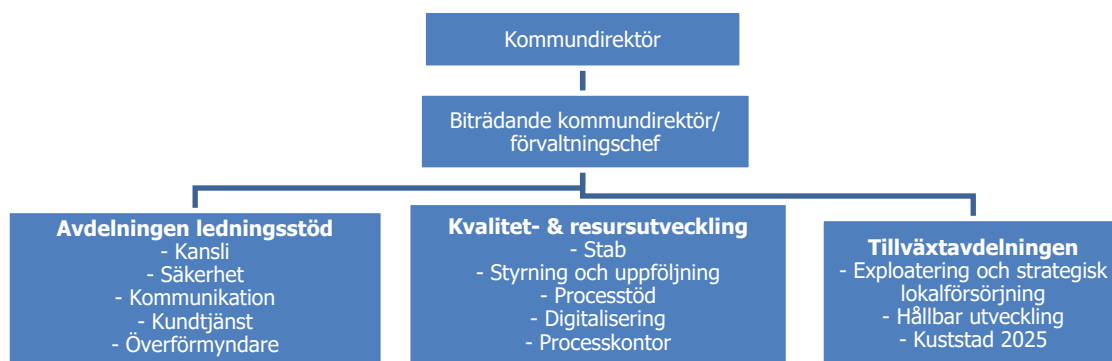 Kommundirektör
Biträdande kommundirektör/
förvaltningschef
Avdelningen ledningsstöd
- Kansli
- Säkerhet
- Kommunikation
- Kundtjänst
- Överförmyndare
Kvalitet- & resursutveckling
- Stab
- Styrning och uppföljning
- Processtöd
- Digitalisering
- Processkontor
Tillväxtavdelningen
- Exploatering och strategisk
lokalförsörjning
- Hållbar utveckling
- Kuststad 2025